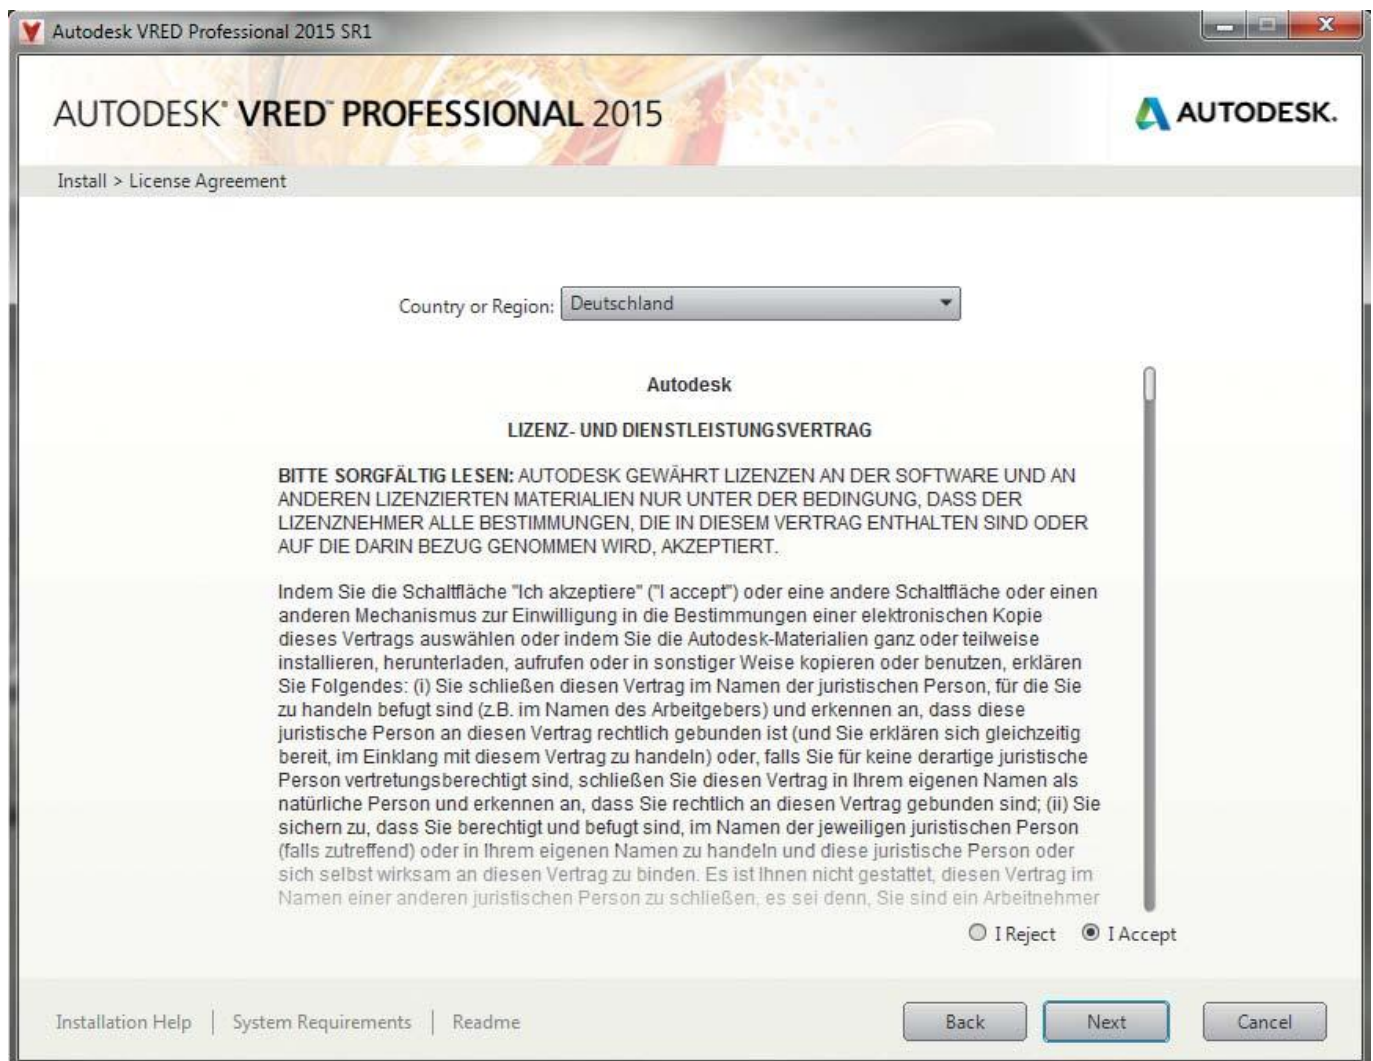 Autodesk VRED Professional 2015 SR1
AUTODESK® VRED™ PROFESSIONAL 2015
AUTODESK.
Install > License Agreement
Country or Region: Deutschland
Autodesk
LIZENZ- UND DIENSTLEISTUNGSVERTRAG
BITTE SORGFÄLTIG LESEN: AUTODESK GEWÄHRT LIZENZEN AN DER SOFTWARE UND AN
ANDEREN LIZENZIERTEN MATERIALIEN NUR UNTER DER BEDINGUNG, DASS DER
LIZENZNEHMER ALLE BESTIMMUNGEN, DIE IN DIESEM VERTRAG ENTHALTEN SIND ODER
AUF DIE DARIN BEZUG GENOMMEN WIRD, AKZEPTIERT.
Indem Sie die Schaltfläche "Ich akzeptiere" ("I accept") oder eine andere Schaltfläche oder einen
anderen Mechanismus zur Einwilligung in die Bestimmungen einer elektronischen Kopie
dieses Vertrags auswählen oder indem Sie die Autodesk-Materialien ganz oder teilweise
installieren, herunterladen, aufrufen oder in sonstiger Weise kopieren oder benutzen, erklären
Sie Folgendes: (i) Sie schließen diesen Vertrag im Namen der juristischen Person, für die Sie
zu handeln befugt sind (z.B. im Namen des Arbeitgebers) und erkennen an, dass diese
juristische Person an diesen Vertrag rechtlich gebunden ist (und Sie erklären sich gleichzeitig
bereit, im Einklang mit diesem Vertrag zu handeln) oder, falls Sie für keine derartige juristische
Person vertretungsberechtigt sind, schließen Sie diesen Vertrag in Ihrem eigenen Namen als
natürliche Person und erkennen an, dass Sie rechtlich an diesen Vertrag gebunden sind; (ii) Sie
sichern zu, dass Sie berechtigt und befugt sind, im Namen der jeweiligen juristischen Person
(falls zutreffend) oder in Ihrem eigenen Namen zu handeln und diese juristische Person oder
sich selbst wirksam an diesen Vertrag zu binden. Es ist Ihnen nicht gestattet, diesen Vertrag im
Namen einer anderen juristischen Person zu schließen, es sei denn, Sie sind ein Arbeitnehmer
I Reject I Accept
Installation Help | System Requirements | Readme
Back Next Cancel